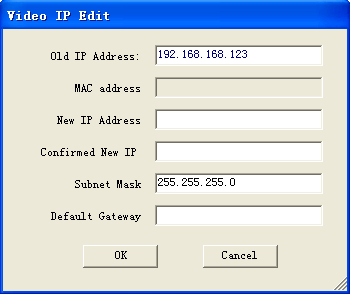 Video IP Edit
Old IP Address: 192.168.168.123
MAC address
New IP Address
Confirmed New IP
Subnet Mask 255.255.255.0
Default Gateway
OK Cancel